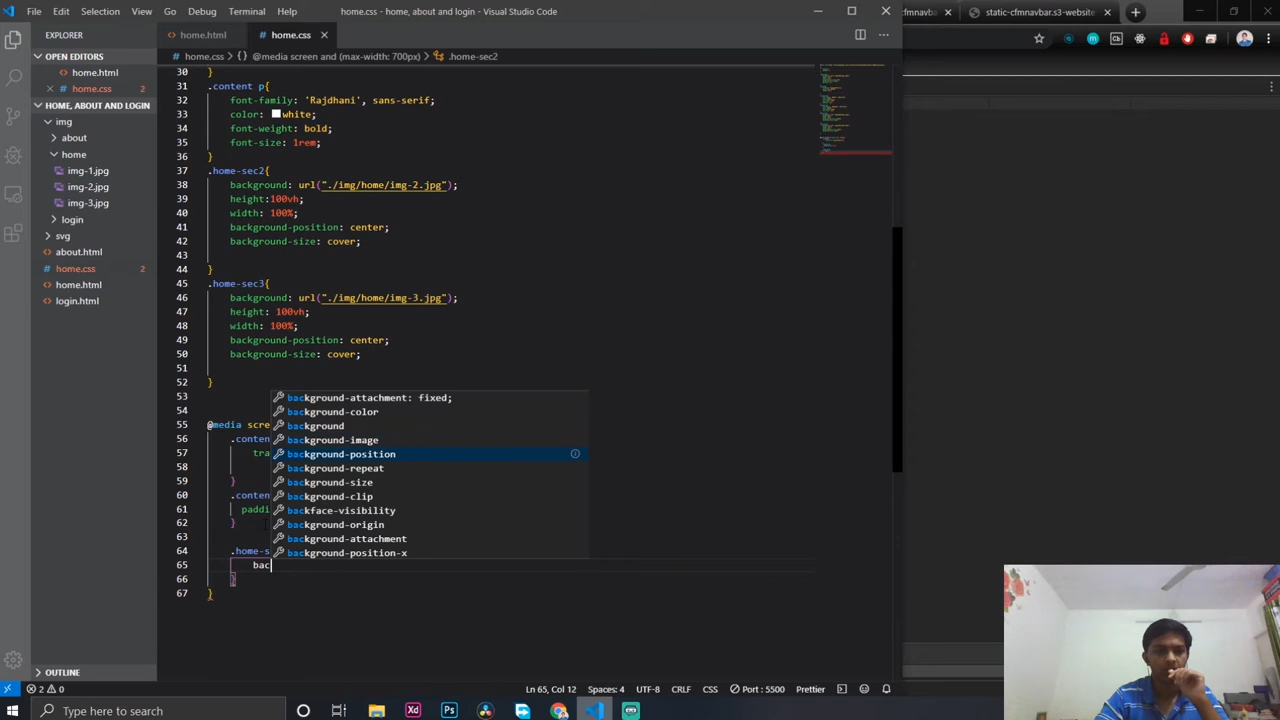 File Edit Selection View Go Debug Terminal Help home.css - home, about and login - Visual Studio Code
-cfmnavbar static-cfmnavbar.s3-website
EXPLORER
home.html
home.css
OPEN EDITORS
home.css @media screen and (max-width: 700px) .home-sec2
home.html
home.css 2
HOME, ABOUT AND LOGIN
img
about
home
img-1.jpg
img-2.jpg
img-3.jpg
login
svg
about.html
home.css 2
home.html
login.html
30 }
31 .content p{
32 font-family: 'Rajdhani', sans-serif;
33 color: white;
34 font-weight: bold;
35 font-size: 1rem;
36 }
37 .home-sec2{
38 background: url("./img/home/img-2.jpg");
39 height:100vh;
40 width: 100%;
41 background-position: center;
42 background-size: cover;
43
44 }
45 .home-sec3{
46 background: url("./img/home/img-3.jpg");
47 height: 100vh;
48 width: 100%;
49 background-position: center;
50 background-size: cover;
51
52 }
53
54
55 @media scre
56 .conten
57 tra
58
59 }
60 .conten
61 paddi
62 }
63
64 .home-s
65 bac
66 }
67 }
background-attachment: fixed;
background-color
background
background-image
background-position
background-repeat
background-size
background-clip
backface-visibility
background-origin
background-attachment
background-position-x
OUTLINE
2 0 Ln 65, Col 12 Spaces: 4 UTF-8 CRLF CSS Port : 5500 Prettier
Type here to search